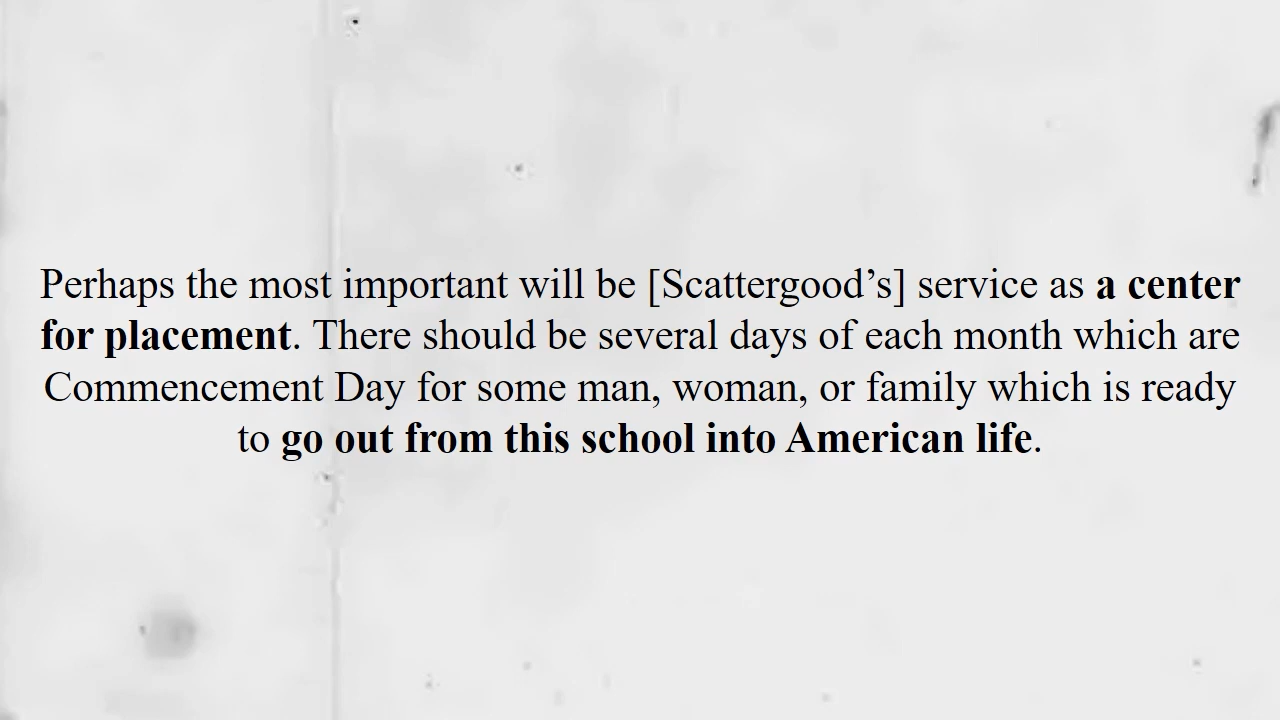 Perhaps the most important will be [Scattergood’s] service as a center
for placement. There should be several days of each month which are
Commencement Day for some man, woman, or family which is ready
to go out from this school into American life.